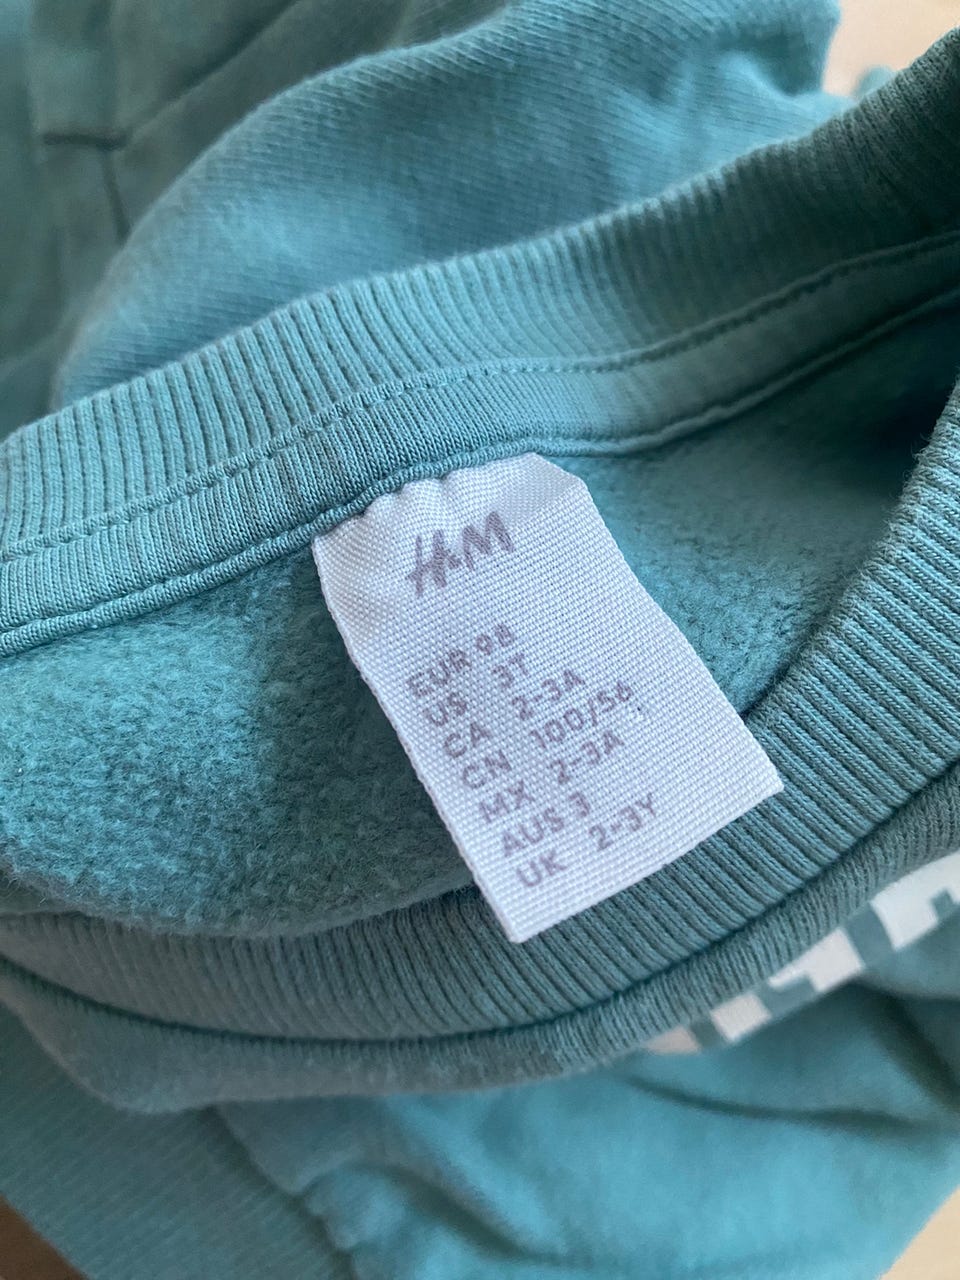 H&M
EUR 98
US 3T
CA 2-3A
CN 100/56
MX 2-3A
AUS 3
UK 2-3Y